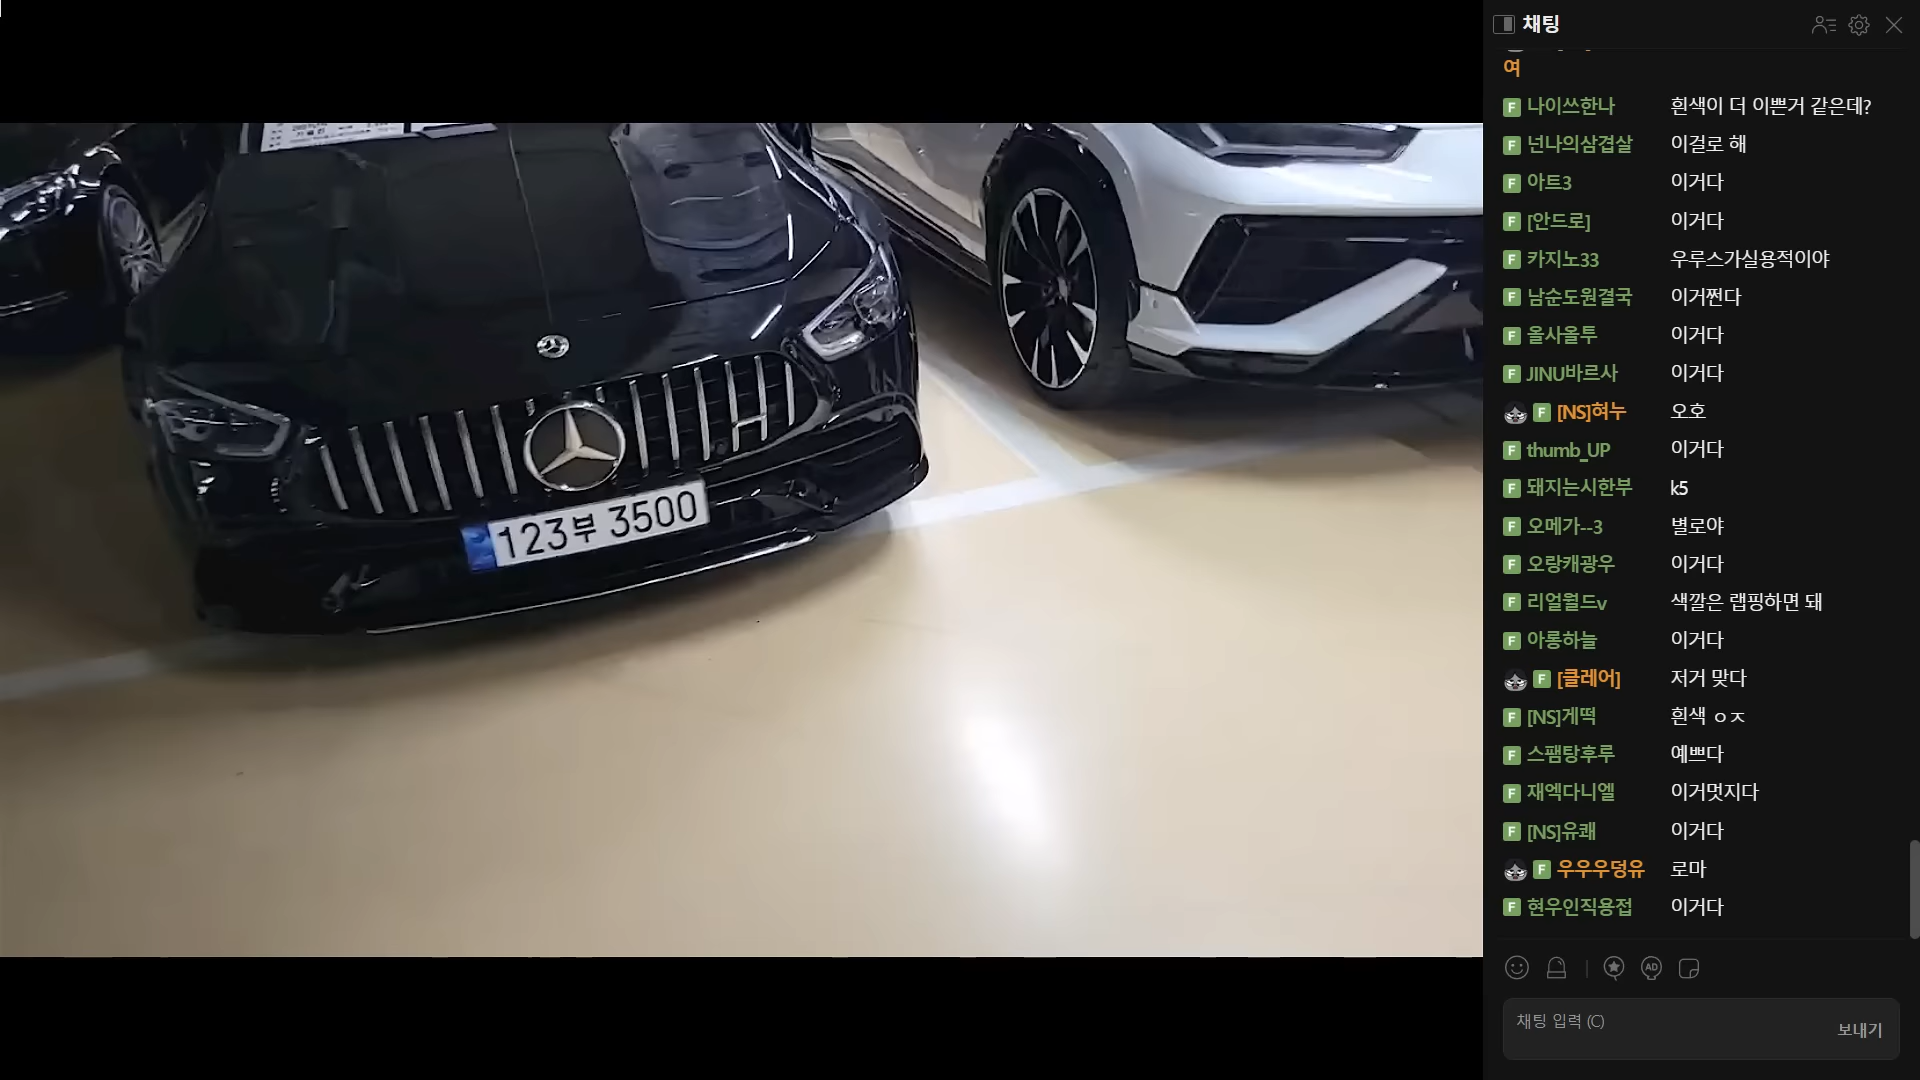 123부 3500
채팅
여
F 나이쓰한나 흰색이 더 이쁜거 같은데?
F 넌나의삼겹살 이걸로 해
F 아트3 이거다
F [안드로] 이거다
F 카지노33 우루스가실용적이야
F 남순도원결국 이거쩐다
F 올사올투 이거다
F JINU바르사 이거다
F [NS]혀누 오호
F thumb_UP 이거다
F 돼지는시한부 k5
F 오메가--3 별로야
F 오랑캐광우 이거다
F 리얼월드v 색깔은 랩핑하면 돼
F 아롱하늘 이거다
F [클레어] 저거 맞다
F [NS]게떡 흰색 ㅇㅈ
F 스팸탕후루 예쁘다
F 재엑다니엘 이거멋지다
F [NS]유쾌 이거다
F 우우우덩유 로마
F 현우인직용접 이거다
AD
채팅 입력 (C)
보내기